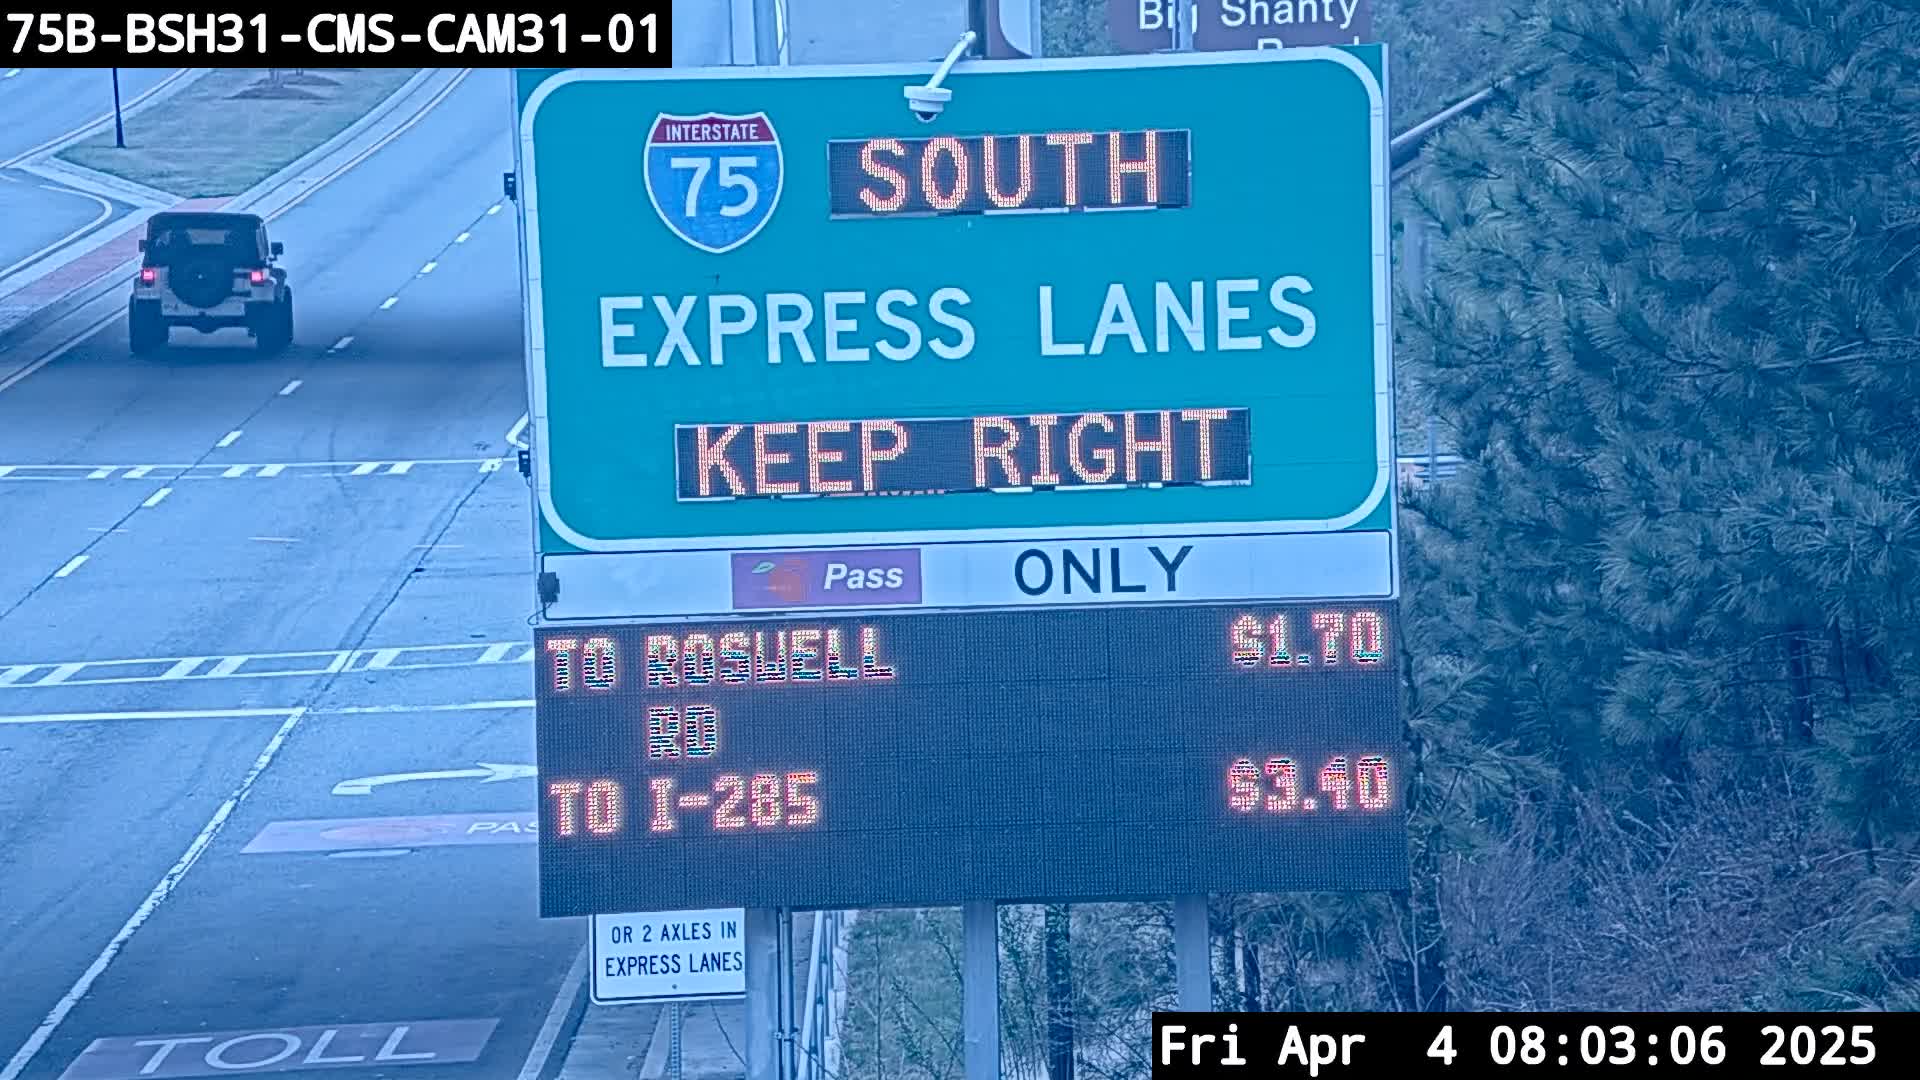 75B-BSH31-CMS-CAM31-01
Big Shanty
INTERSTATE
75
SOUTH
EXPRESS LANES
KEEP RIGHT
Pass ONLY
TO ROSWELL $1.70
RD
TO I-285 $3.40
OR 2 AXLES IN
EXPRESS LANES
TOLL
Fri Apr 4 08:03:06 2025